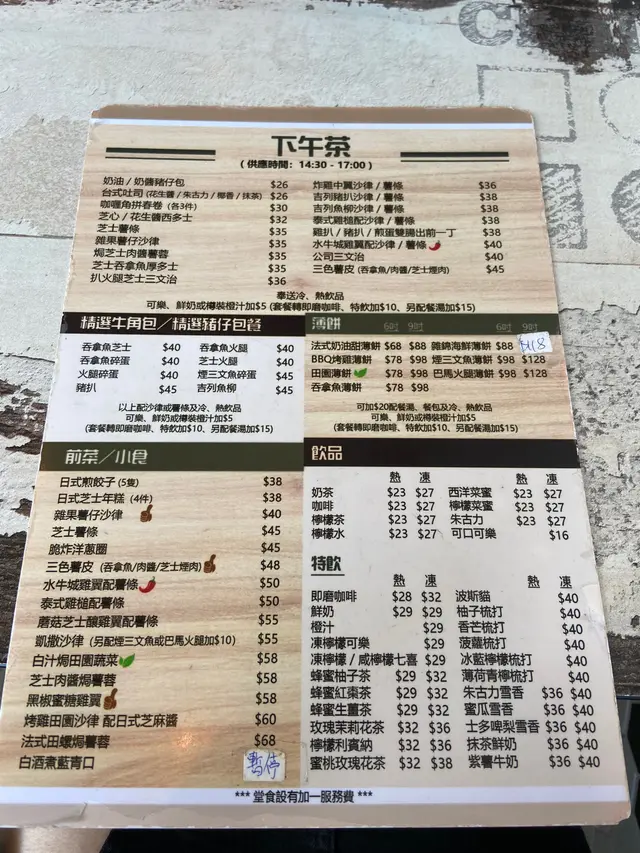 下午茶
( 供應時間：14:30 - 17:00 )
奶油 / 奶醬豬仔包 $26
台式吐司 (花生醬 / 朱古力 / 椰香 / 抹茶) $26
咖喱角拼春卷 (各3件) $30
芝心 / 花生醬西多士 $32
芝士薯條 $35
雜果薯仔沙律 $35
焗芝士肉醬薯蓉 $35
芝士吞拿魚厚多士 $35
扒火腿芝士三文治 $36
炸雞中翼沙律 / 薯條 $36
吉列豬扒沙律 / 薯條 $38
吉列魚柳沙律 / 薯條 $38
泰式雞槌配沙律 / 薯條 $38
雞扒 / 豬扒 / 煎蛋雙腸出前一丁 $38
水牛城雞翼配沙律 / 薯條 $40
公司三文治 $40
三色薯皮 (吞拿魚/肉醬/芝士煙肉) $45
奉送冷、熱飲品
可樂、鮮奶或樽裝橙汁加$5 (套餐轉即磨咖啡、特飲加$10、另配餐湯加$15)
精選牛角包／精選豬仔包餐
吞拿魚芝士 $40 吞拿魚火腿 $40
吞拿魚碎蛋 $40 芝士火腿 $40
火腿碎蛋 $40 煙三文魚碎蛋 $45
豬扒 $45 吉列魚柳 $45
以上配沙律或薯條及冷、熱飲品
可樂、鮮奶或樽裝橙汁加$5
(套餐轉即磨咖啡、特飲加$10、另配餐湯加$15)
薄餅 6吋 9吋 6吋 9吋
法式奶油甜薄餅 $68 $88 雜錦海鮮薄餅 $88 $118
BBQ烤雞薄餅 $78 $98 煙三文魚薄餅 $98 $128
田園薄餅 $78 $98 巴馬火腿薄餅 $98 $128
吞拿魚薄餅 $78 $98
可加$20配餐湯、餐包及冷、熱飲品
可樂、鮮奶或樽裝橙汁加$5
(套餐轉即磨咖啡、特飲加$10、另配餐湯加$15)
前菜／小食
日式煎餃子 (5隻) $38
日式芝士年糕 (4件) $38
雜果薯仔沙律 $40
芝士薯條 $45
脆炸洋蔥圈 $45
三色薯皮 (吞拿魚/肉醬/芝士煙肉) $48
水牛城雞翼配薯條 $50
泰式雞槌配薯條 $50
蘑菇芝士釀雞翼配薯條 $55
凱撒沙律 (另配煙三文魚或巴馬火腿加$10) $55
白汁焗田園蔬菜 $58
芝士肉醬焗薯蓉 $58
黑椒蜜糖雞翼 $58
烤雞田園沙律 配日式芝麻醬 $60
法式田螺焗薯蓉 $68
白酒煮藍青口 暫停
飲品
熱 凍 熱 凍
奶茶 $23 $27 西洋菜蜜 $23 $27
咖啡 $23 $27 檸檬菜蜜 $23 $27
檸檬茶 $23 $27 朱古力 $23 $27
檸檬水 $23 $27 可口可樂 $16
特飲
熱 凍 熱 凍
即磨咖啡 $28 $32 波斯貓 $40
鮮奶 $29 $29 柚子梳打 $40
橙汁 $29 香芒梳打 $40
凍檸檬可樂 $29 菠蘿梳打 $40
凍檸檬 / 咸檸檬七喜 $29 冰藍檸檬梳打 $40
蜂蜜柚子茶 $29 $32 薄荷青檸梳打 $40
蜂蜜紅棗茶 $29 $32 朱古力雪香 $36 $40
蜂蜜生薑茶 $29 $32 蜜瓜雪香 $36 $40
玫瑰茉莉花茶 $32 $36 士多啤梨雪香 $36 $40
檸檬利賓納 $32 $36 抹茶鮮奶 $36 $40
蜜桃玫瑰花茶 $32 $38 紫薯牛奶 $36 $40
*** 堂食設有加一服務費 ***